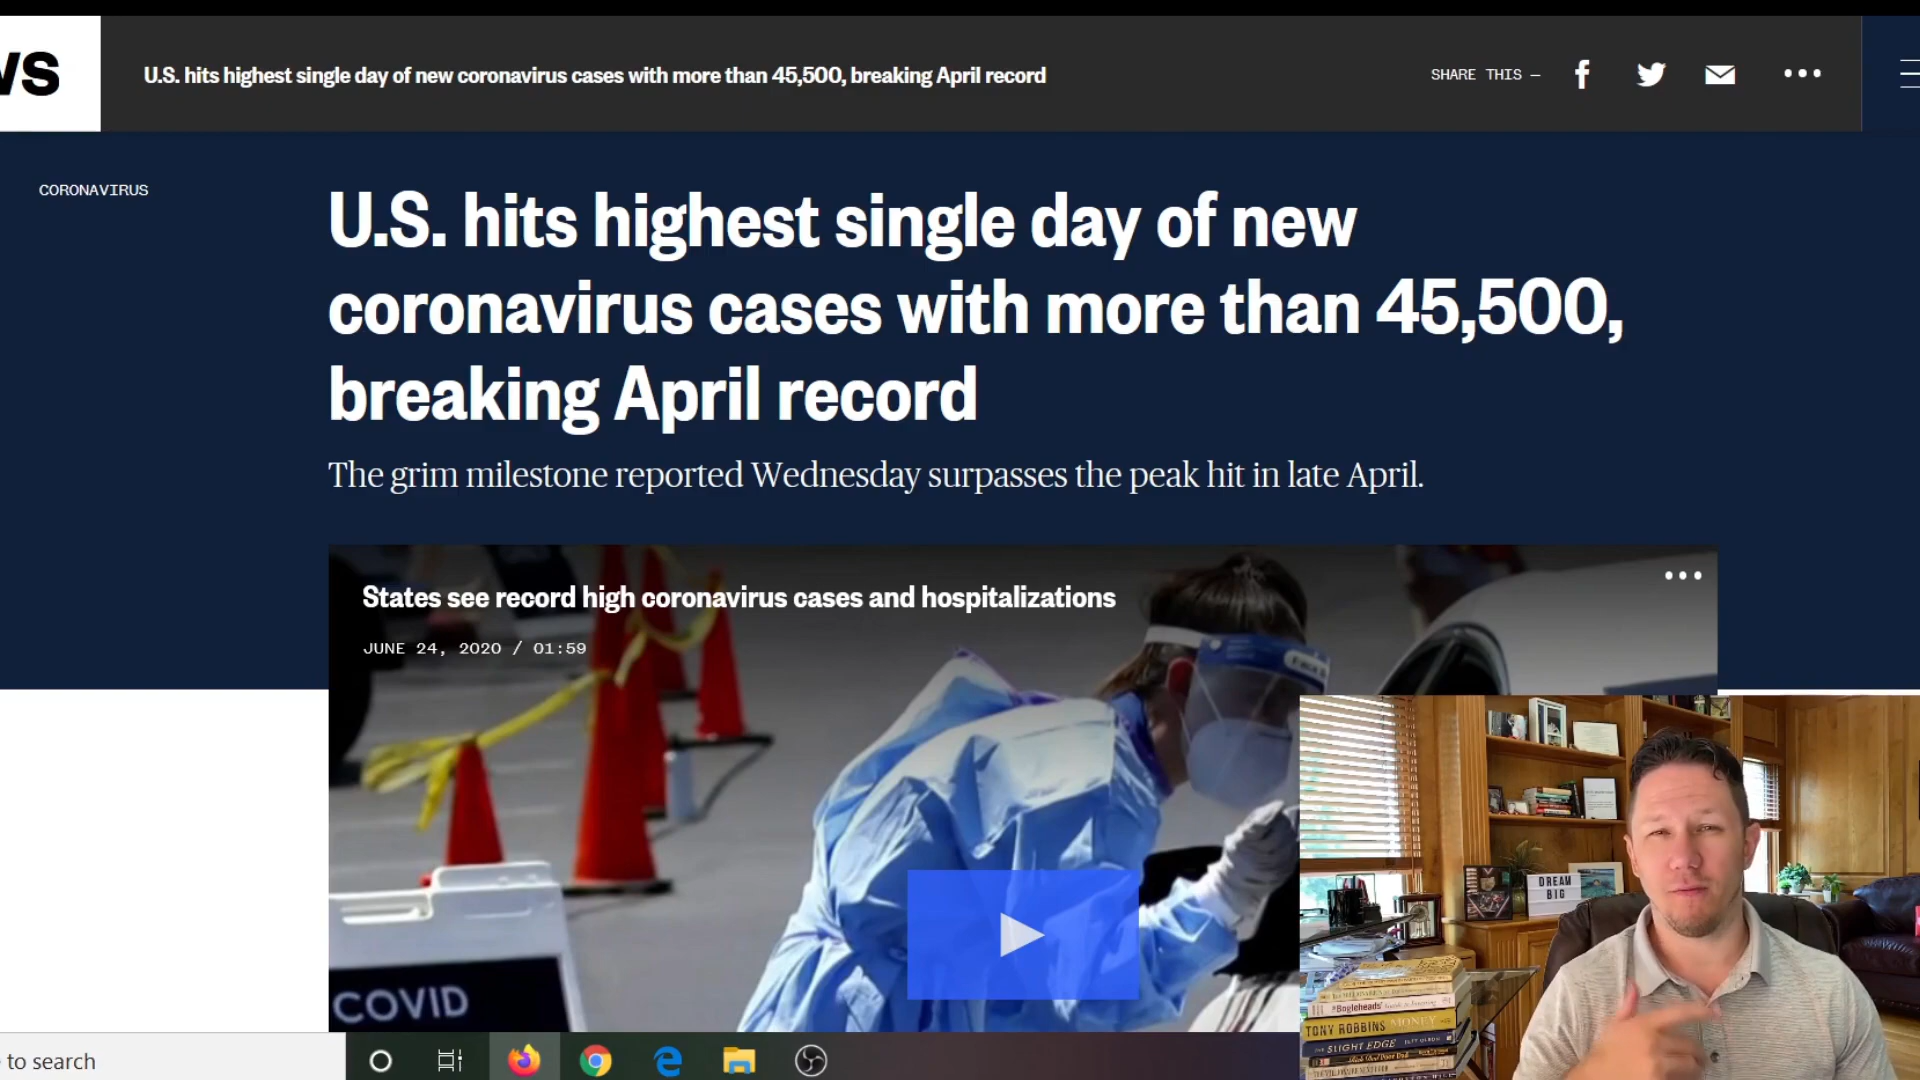 WS
U.S. hits highest single day of new coronavirus cases with more than 45,500, breaking April record
SHARE THIS —
CORONAVIRUS
U.S. hits highest single day of new
coronavirus cases with more than 45,500,
breaking April record
The grim milestone reported Wednesday surpasses the peak hit in late April.
States see record high coronavirus cases and hospitalizations
JUNE 24, 2020 / 01:59
COVID
DREAM
BIG
Bogleheads'
TONY ROBBINS MONEY
THE SLIGHT EDGE
to search